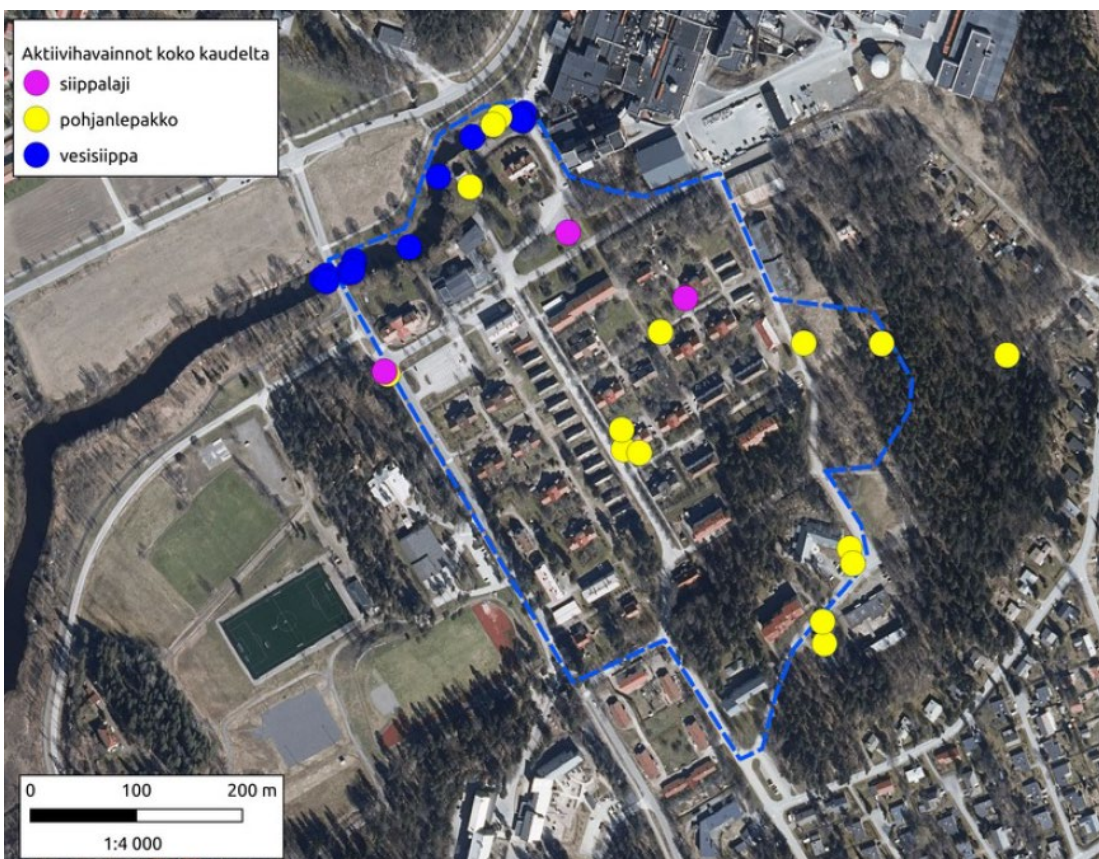 Aktiivihavainnot koko kaudelta
siippalaji
pohjanlepakko
vesisiippa
0 100 200 m
1:4 000